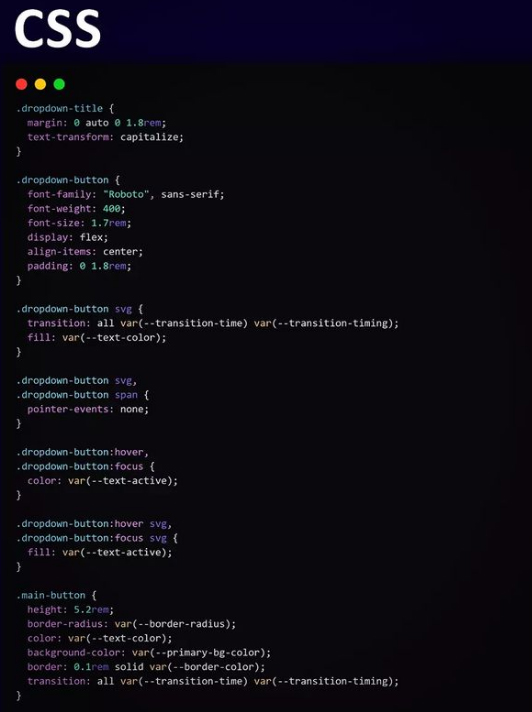 CSS
.dropdown-title {
  margin: 0 auto 0 1.8rem;
  text-transform: capitalize;
}
.dropdown-button {
  font-family: "Roboto", sans-serif;
  font-weight: 400;
  font-size: 1.7rem;
  display: flex;
  align-items: center;
  padding: 0 1.8rem;
}
.dropdown-button svg {
  transition: all var(--transition-time) var(--transition-timing);
  fill: var(--text-color);
}
.dropdown-button svg,
.dropdown-button span {
  pointer-events: none;
}
.dropdown-button:hover,
.dropdown-button:focus {
  color: var(--text-active);
}
.dropdown-button:hover svg,
.dropdown-button:focus svg {
  fill: var(--text-active);
}
.main-button {
  height: 5.2rem;
  border-radius: var(--border-radius);
  color: var(--text-color);
  background-color: var(--primary-bg-color);
  border: 0.1rem solid var(--border-color);
  transition: all var(--transition-time) var(--transition-timing);
}